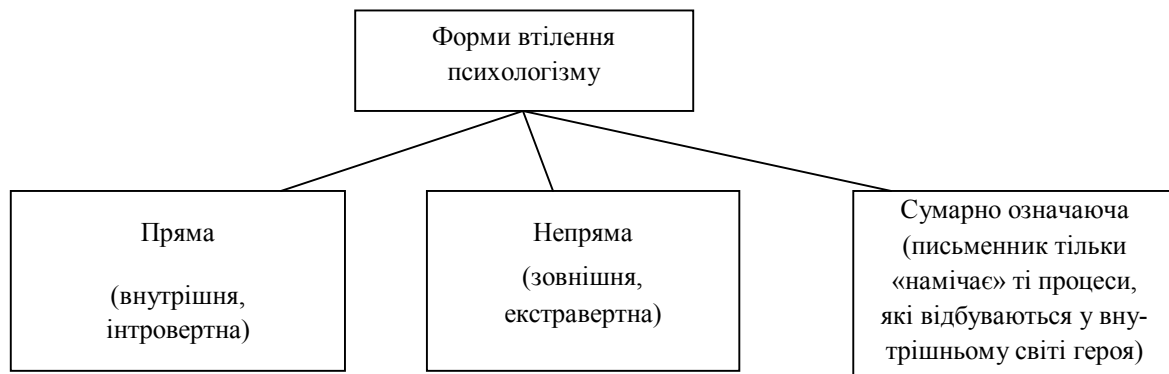 Форми втілення
психологізму
Пряма
(внутрішня,
інтровертна)
Непряма
(зовнішня,
екстравертна)
Сумарно означаюча
(письменник тільки
«намічає» ті процеси,
які відбуваються у вну-
трішньому світі героя)